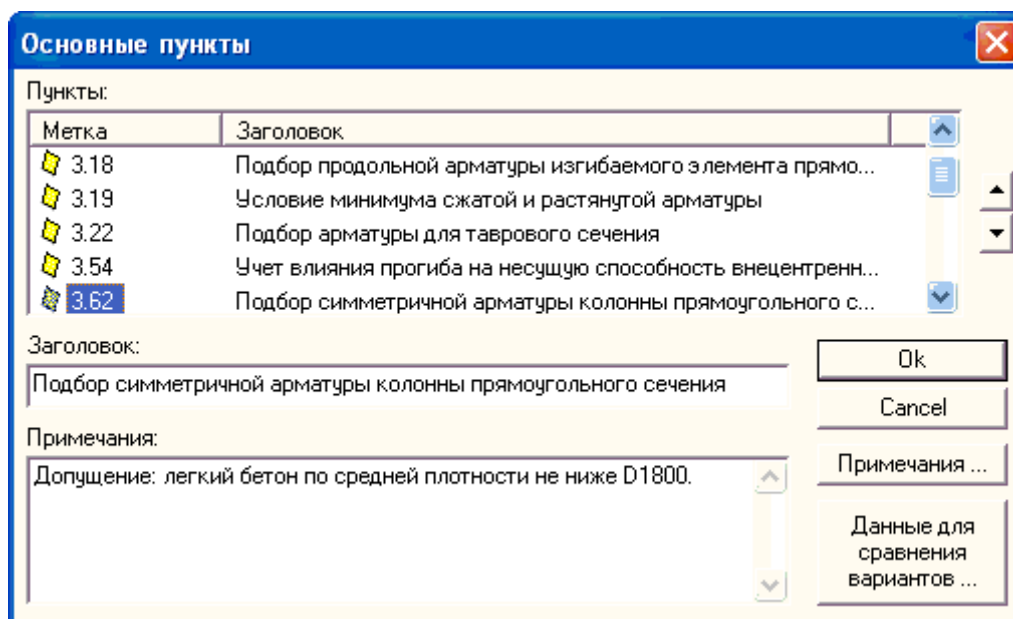 Основные пункты
Пункты:
Метка Заголовок
3.18 Подбор продольной арматуры изгибаемого элемента прямо...
3.19 Условие минимума сжатой и растянутой арматуры
3.22 Подбор арматуры для таврового сечения
3.54 Учет влияния прогиба на несущую способность внецентренн...
3.62 Подбор симметричной арматуры колонны прямоугольного с...
Заголовок:
Подбор симметричной арматуры колонны прямоугольного сечения
Ok
Cancel
Примечания:
Допущение: легкий бетон по средней плотности не ниже D1800.
Примечания ...
Данные для
сравнения
вариантов ...